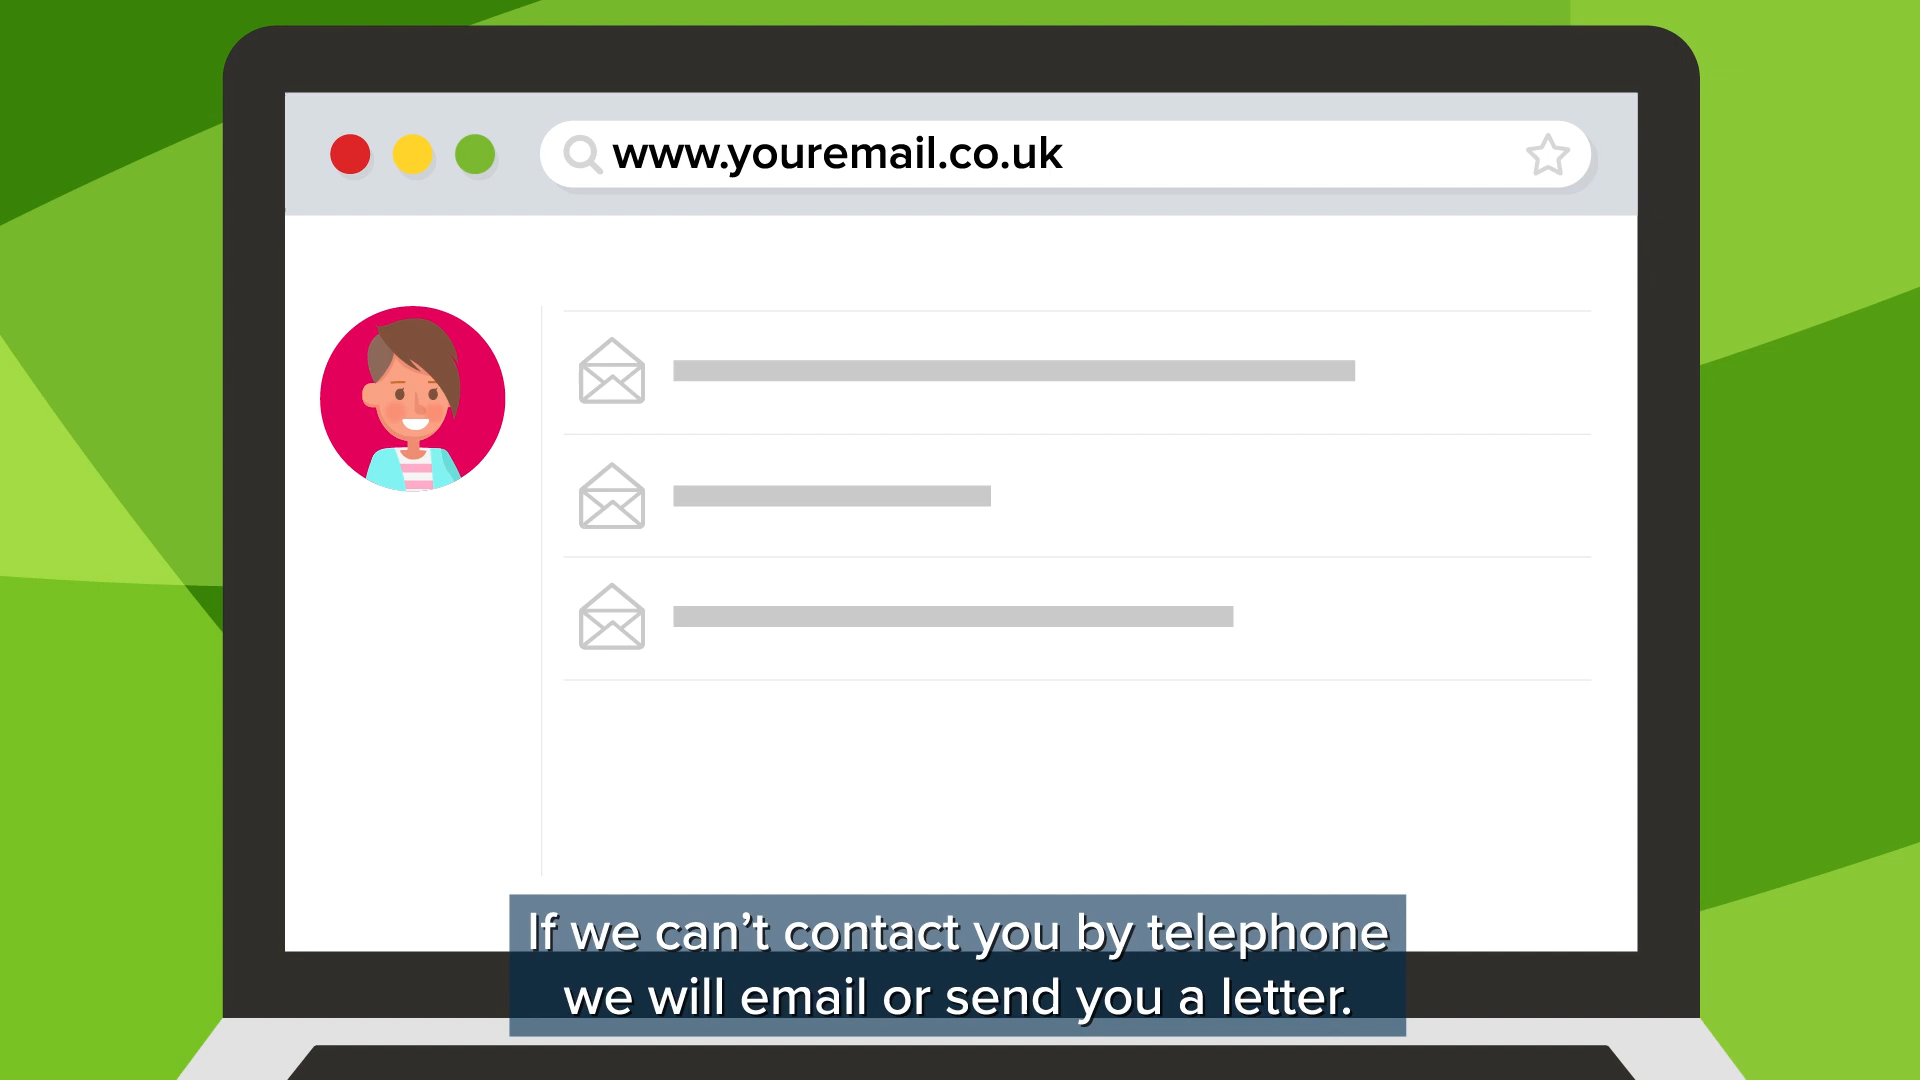 www.youremail.co.uk
If we can’t contact you by telephone
we will email or send you a letter.